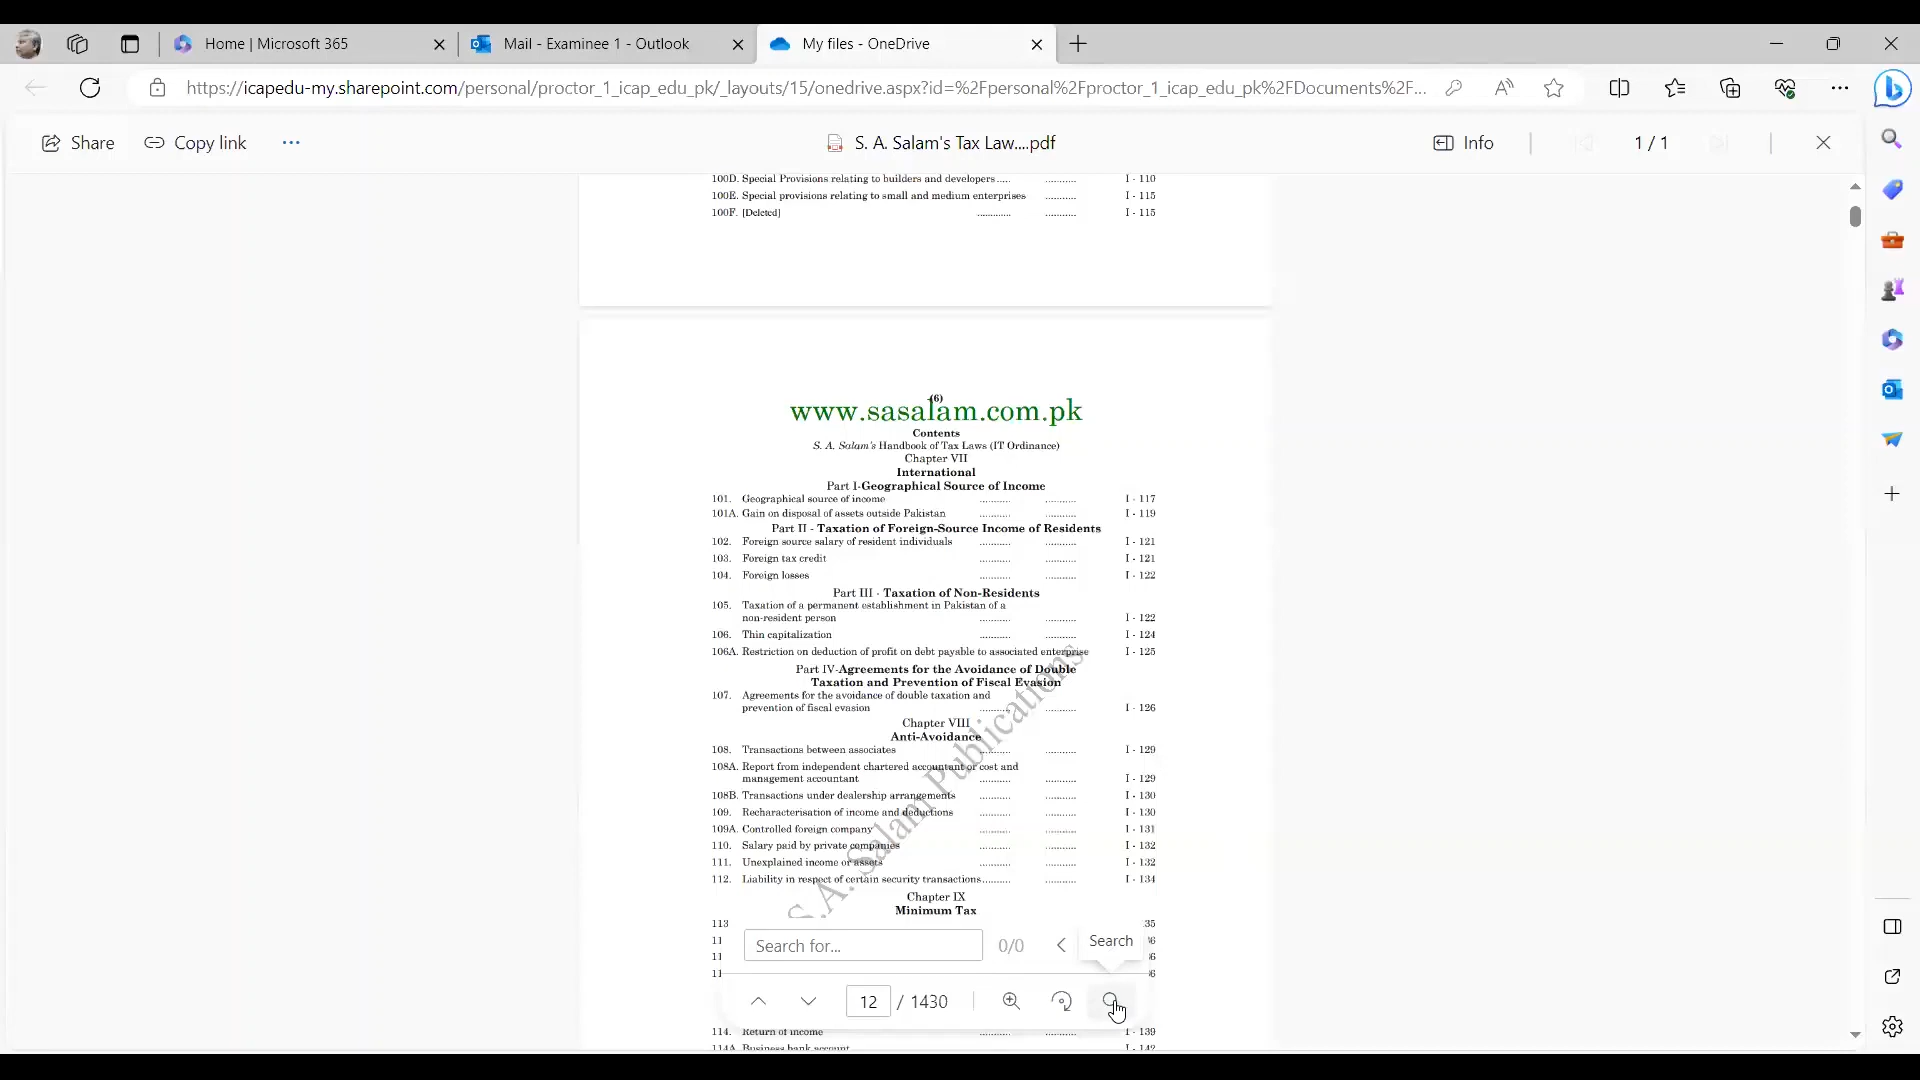 Home | Microsoft 365
Mail - Examinee 1 - Outlook
My files - OneDrive
https://icapedu-my.sharepoint.com/personal/proctor_1_icap_edu_pk/_layouts/15/onedrive.aspx?id=%2Fpersonal%2Fproctor_1_icap_edu_pk%2FDocuments%2F...
Share
Copy link
S. A. Salam's Tax Law....pdf
Info
1 / 1
100D. Special Provisions relating to builders and developers ..... ........... I - 110
100E. Special provisions relating to small and medium enterprises ........... I - 115
100F. [Deleted] ............ ........... I - 115
(6)
www.sasalam.com.pk
Contents
S. A. Salam's Handbook of Tax Laws (IT Ordinance)
Chapter VII
International
Part I-Geographical Source of Income
101. Geographical source of income ........... ........... I - 117
101A. Gain on disposal of assets outside Pakistan ........... ........... I - 119
Part II - Taxation of Foreign-Source Income of Residents
102. Foreign source salary of resident individuals ........... ........... I - 121
103. Foreign tax credit ........... ........... I - 121
104. Foreign losses ........... ........... I - 122
Part III - Taxation of Non-Residents
105. Taxation of a permanent establishment in Pakistan of a
non-resident person ........... ........... I - 122
106. Thin capitalization ........... ........... I - 124
106A. Restriction on deduction of profit on debt payable to associated enterprise I - 125
Part IV-Agreements for the Avoidance of Double
Taxation and Prevention of Fiscal Evasion
107. Agreements for the avoidance of double taxation and
prevention of fiscal evasion ........... ........... I - 126
Chapter VIII
Anti-Avoidance
108. Transactions between associates ........... ........... I - 129
108A. Report from independent chartered accountant or cost and
management accountant ........... ........... I - 129
108B. Transactions under dealership arrangements ........... ........... I - 130
109. Recharacterisation of income and deductions ........... ........... I - 130
109A. Controlled foreign company ........... ........... I - 131
110. Salary paid by private companies ........... ........... I - 132
111. Unexplained income or assets ........... ........... I - 132
112. Liability in respect of certain security transactions.......... ........... I - 134
S.A. Salam Publications
Chapter IX
Minimum Tax
113 35
Search for...
0/0
Search
12 / 1430
114. Return of income ........... ........... I - 139
114A. Business bank account ........... ........... I - 142